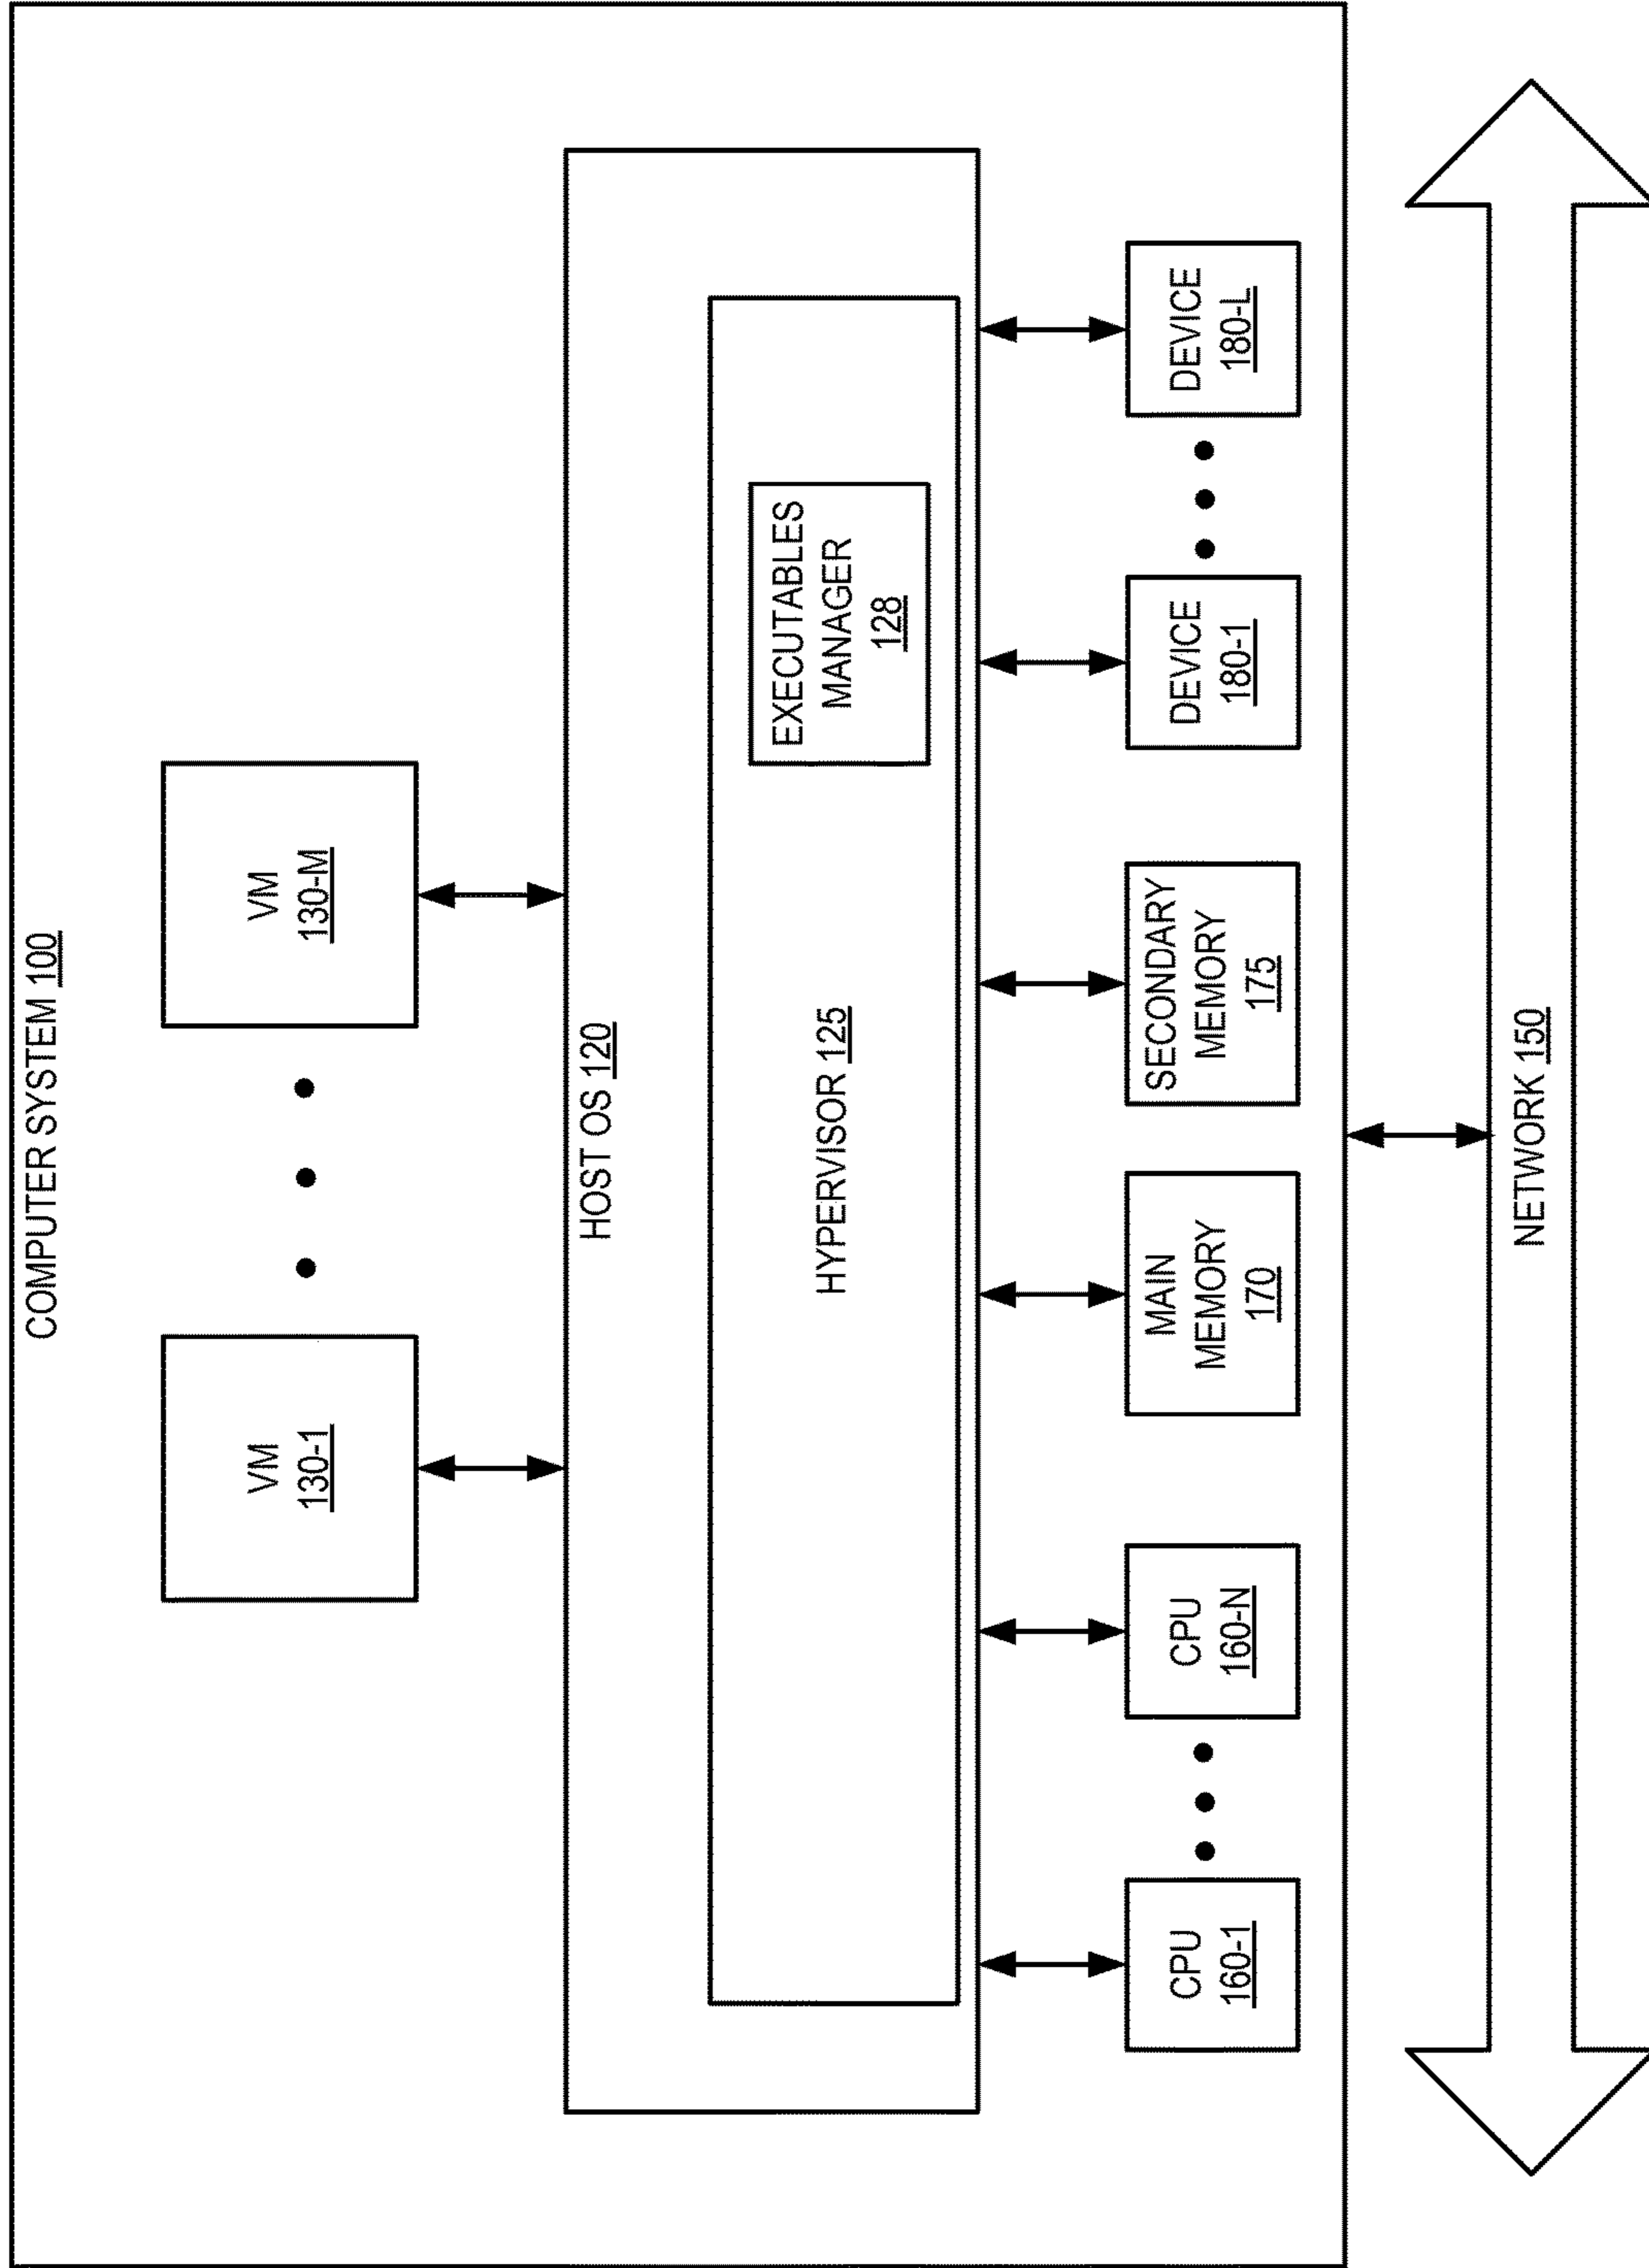 COMPUTER SYSTEM 100
VM
130-1
VM
130-M
HOST OS 120
HYPERVISOR 125
EXECUTABLES
MANAGER
128
CPU
160-1
CPU
160-N
MAIN
MEMORY
170
SECONDARY
MEMORY
175
DEVICE
180-1
DEVICE
180-L
NETWORK 150